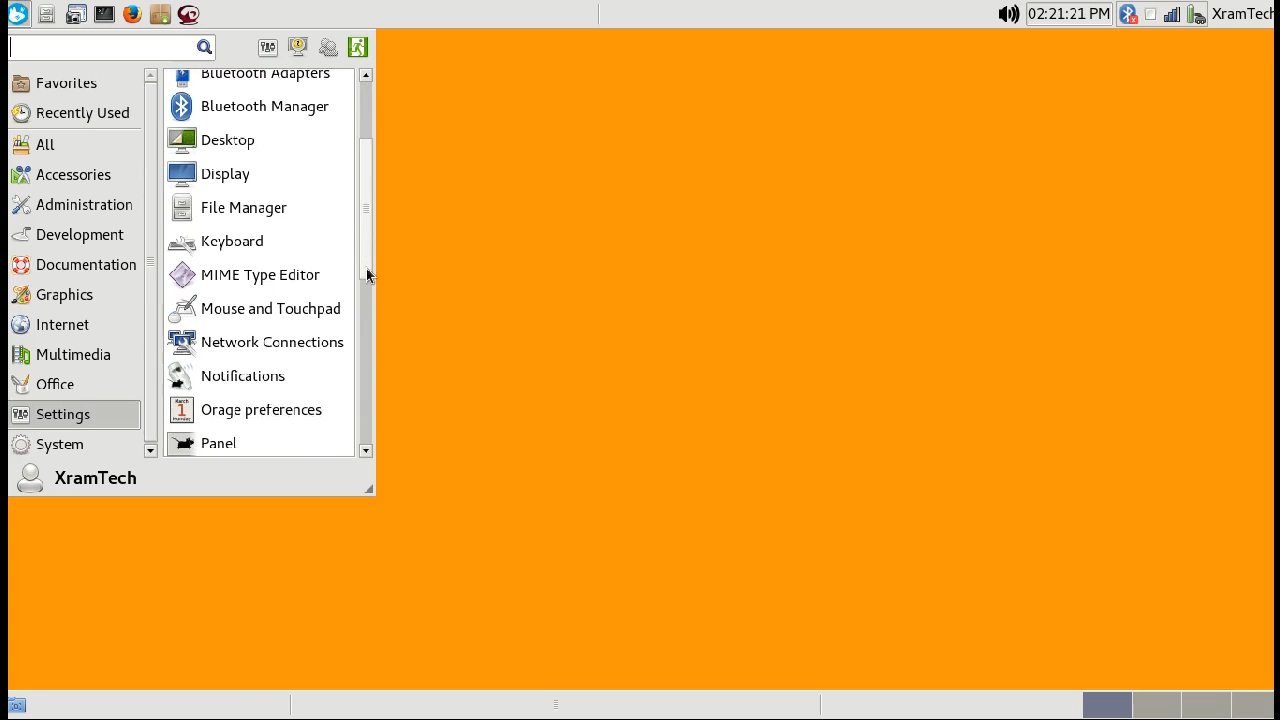 02:21:21 PM
XramTech
Favorites
Recently Used
All
Accessories
Administration
Development
Documentation
Graphics
Internet
Multimedia
Office
Settings
System
Bluetooth Adapters
Bluetooth Manager
Desktop
Display
File Manager
Keyboard
MIME Type Editor
Mouse and Touchpad
Network Connections
Notifications
Orage preferences
Panel
XramTech